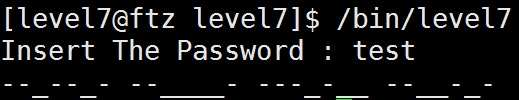 [level7@ftz level7]$ /bin/level7
Insert The Password : test
--_--_- --____- ---_-__ --__-_-